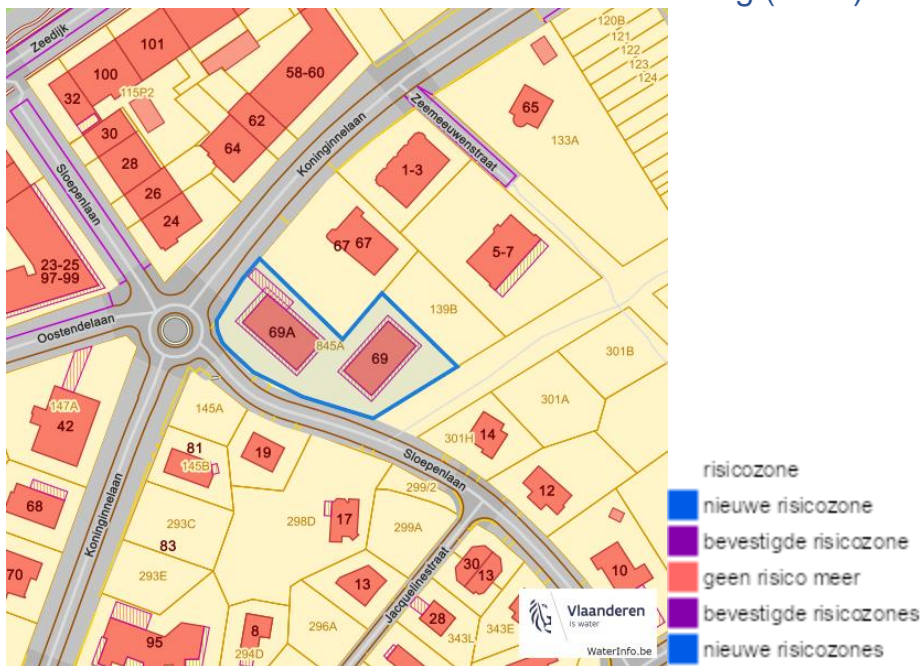 Zeedijk
101
100
58-60
32
115P2
30
62
28
64
26
24
Sloepenlaan
Koninginnelaan
Zeemeeuwenstraat
120B
121
122
123
124
65
133A
1-3
67 67
5-7
23-25
97-99
139B
Oostendelaan
69A
845A
69
301B
301A
147A
42
145A
81
145B
19
301H
14
Sloepenlaan
299/2
12
68
Koninginnelaan
293C
83
298D
17
299A
70
293E
13
Jacquelinestraat
30
13
10
296A
28
343L
343E
95
8
294D
Vlaanderen
is water
WaterInfo.be
risicozone
nieuwe risicozone
bevestigde risicozone
geen risico meer
bevestigde risicozones
nieuwe risicozones